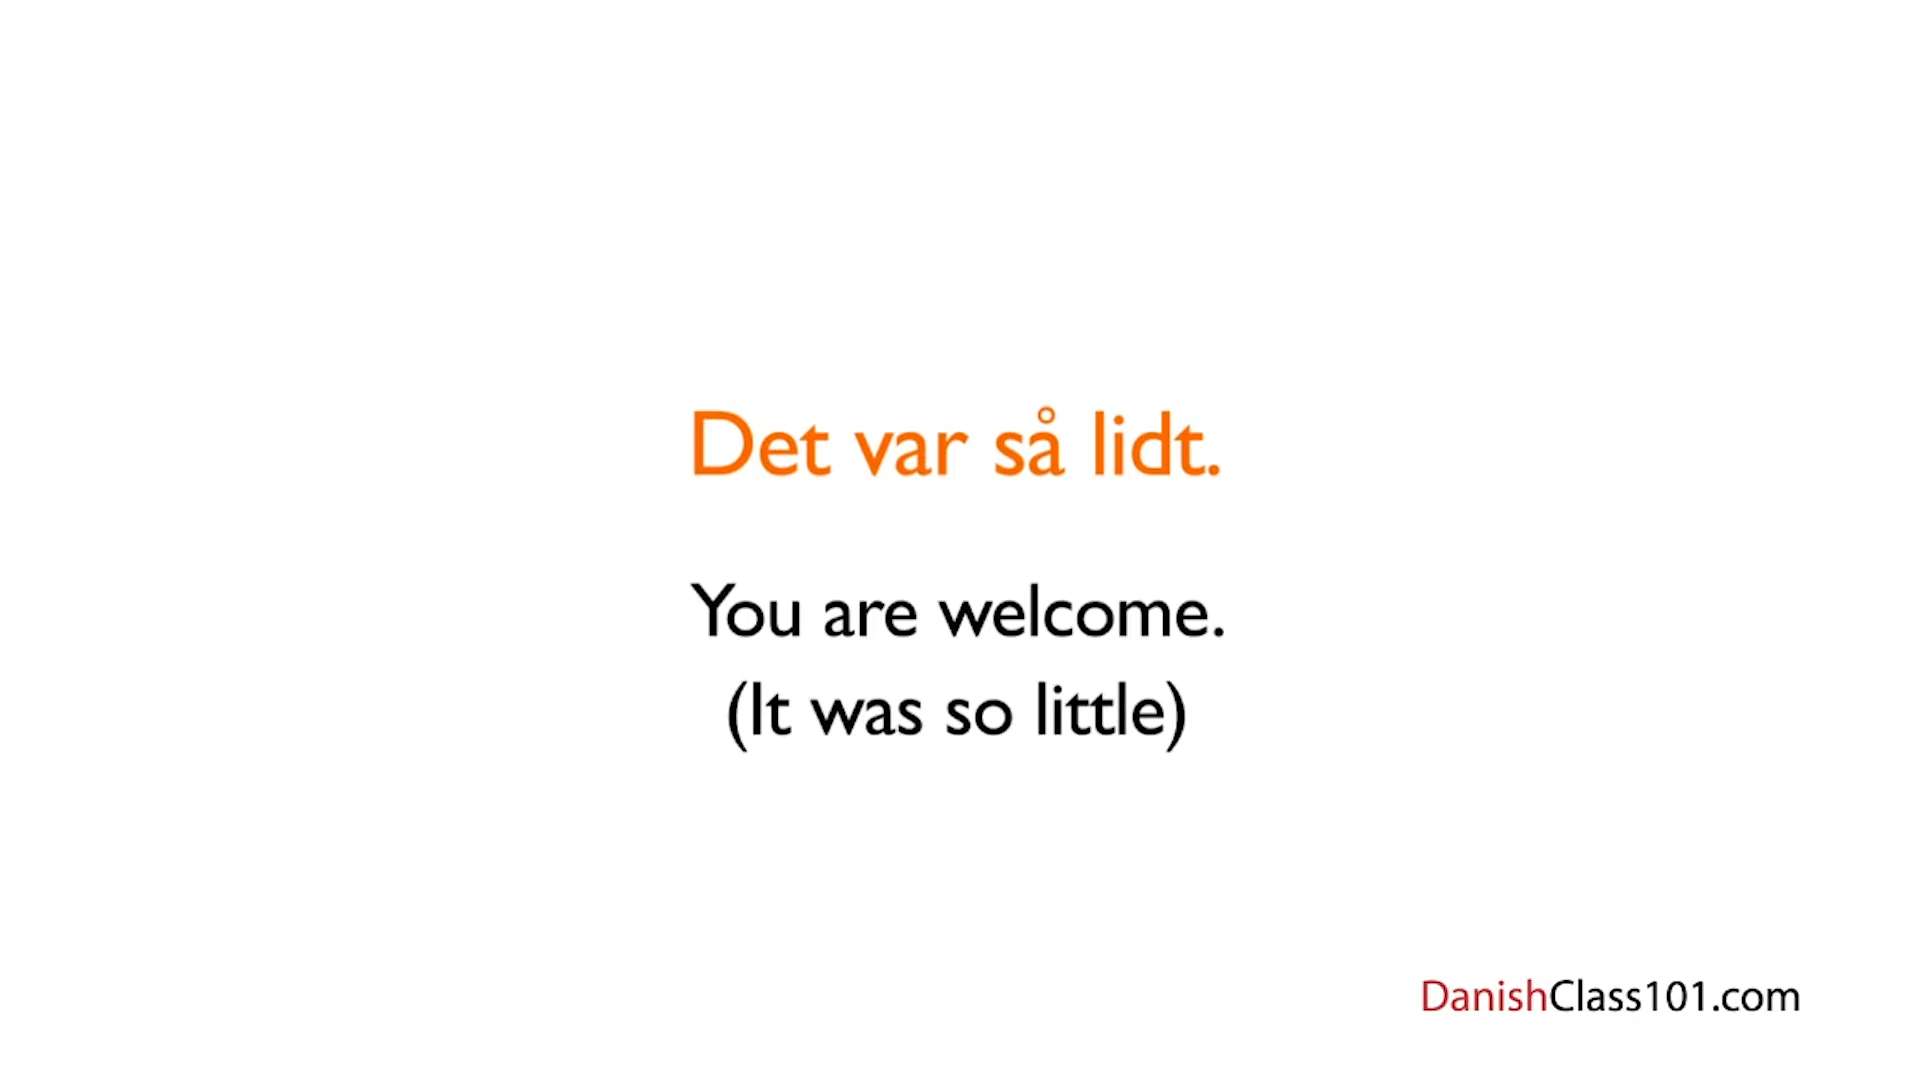 Det var så lidt.
You are welcome.
(It was so little)
DanishClass101.com